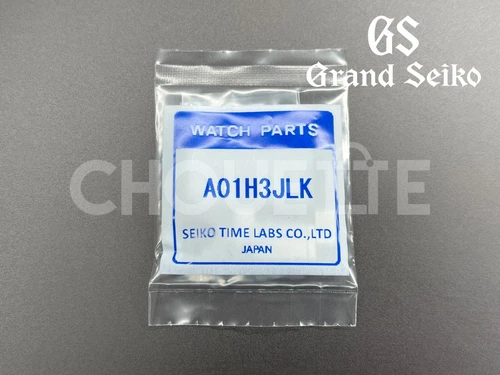 GS
Grand Seiko
WATCH PARTS
CHOUETTE
A01H3JLK
SEIKO TIME LABS CO.,LTD
JAPAN